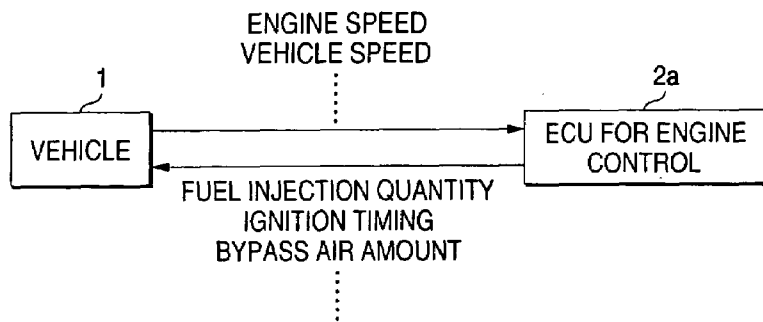 ENGINE SPEED
VEHICLE SPEED
1
2a
VEHICLE
ECU FOR ENGINE
CONTROL
FUEL INJECTION QUANTITY
IGNITION TIMING
BYPASS AIR AMOUNT